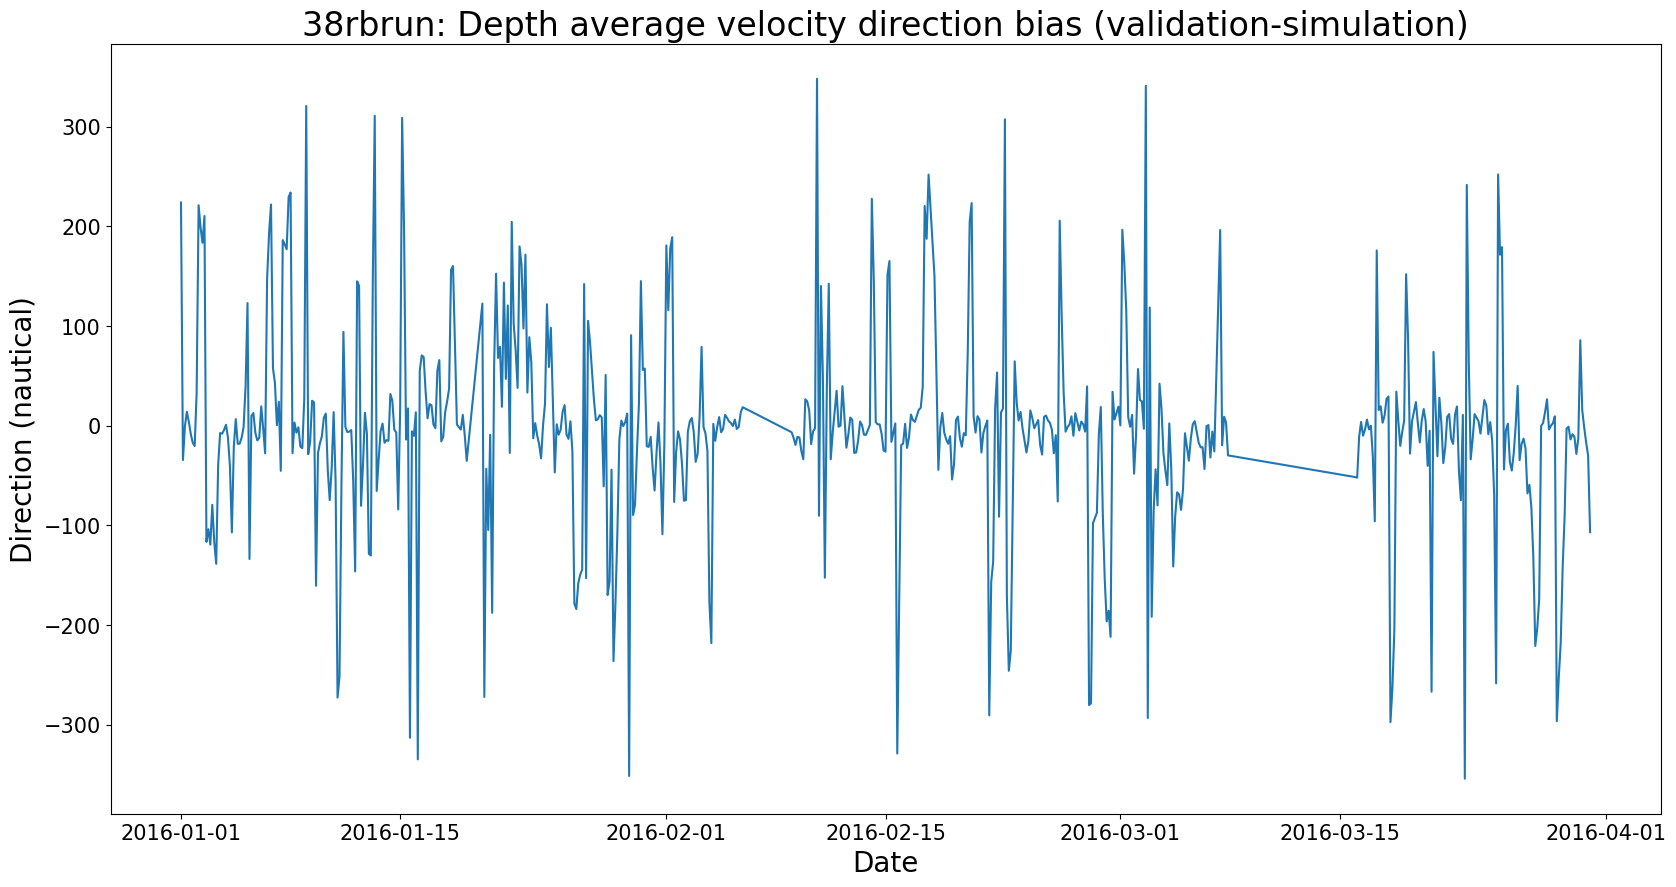 38rbrun: Depth average velocity direction bias (validation-simulation)
Direction (nautical)
300
200
100
0
−100
−200
−300
2016-01-01 2016-01-15 2016-02-01 2016-02-15 2016-03-01 2016-03-15 2016-04-01
Date